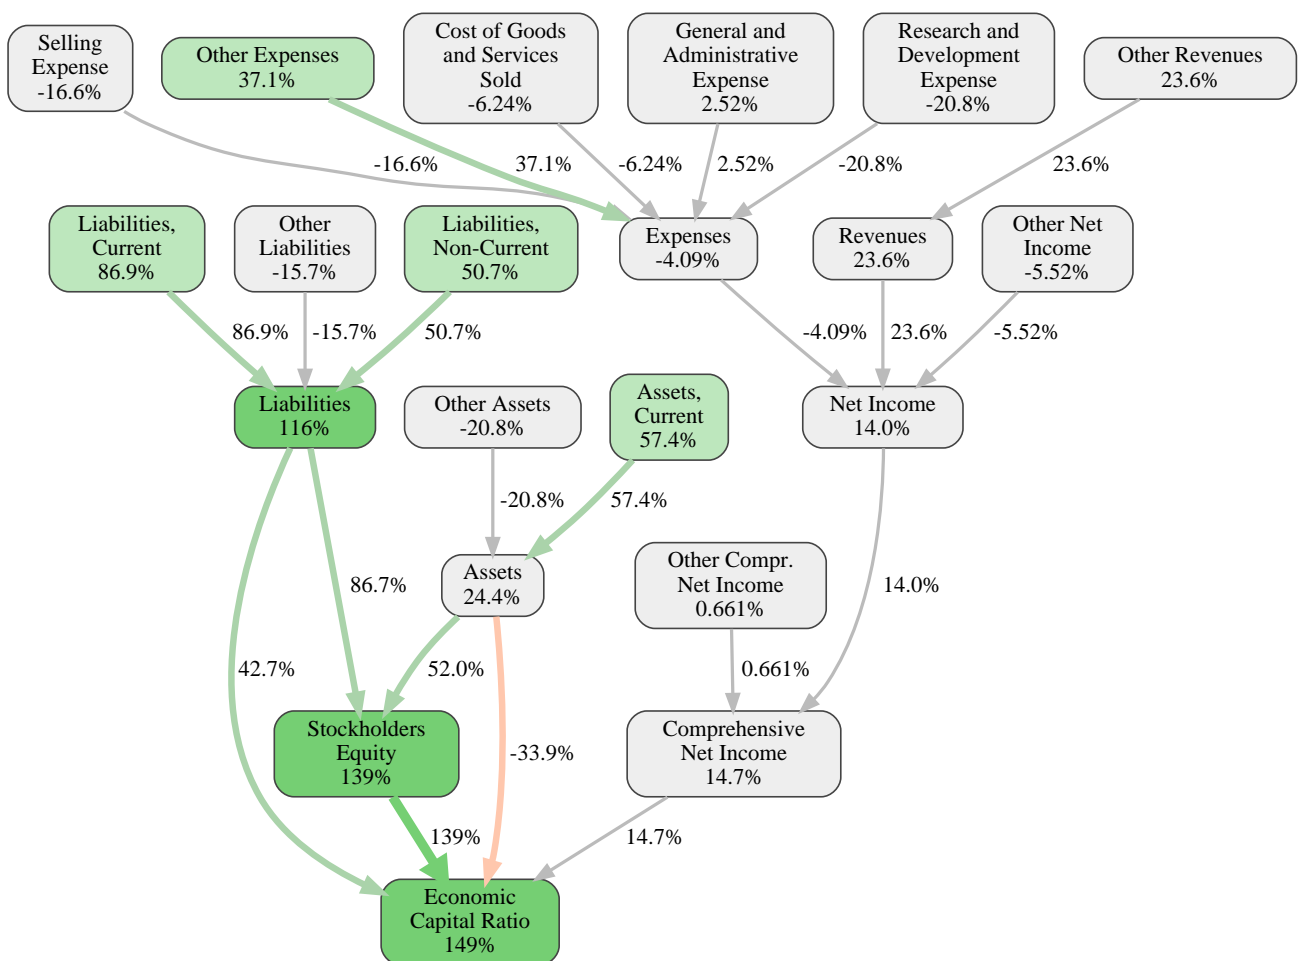 Selling
Expense
-16.6%
Other Expenses
37.1%
Cost of Goods
and Services
Sold
-6.24%
General and
Administrative
Expense
2.52%
Research and
Development
Expense
-20.8%
Other Revenues
23.6%
-16.6%
37.1%
-6.24%
2.52%
-20.8%
23.6%
Liabilities,
Current
86.9%
Other
Liabilities
-15.7%
Liabilities,
Non-Current
50.7%
Expenses
-4.09%
Revenues
23.6%
Other Net
Income
-5.52%
86.9%
-15.7%
50.7%
-4.09%
23.6%
-5.52%
Liabilities
116%
Other Assets
-20.8%
Assets,
Current
57.4%
Net Income
14.0%
-20.8%
57.4%
Assets
24.4%
Other Compr.
Net Income
0.661%
86.7%
14.0%
42.7%
52.0%
0.661%
Stockholders
Equity
139%
-33.9%
Comprehensive
Net Income
14.7%
139%
14.7%
Economic
Capital Ratio
149%